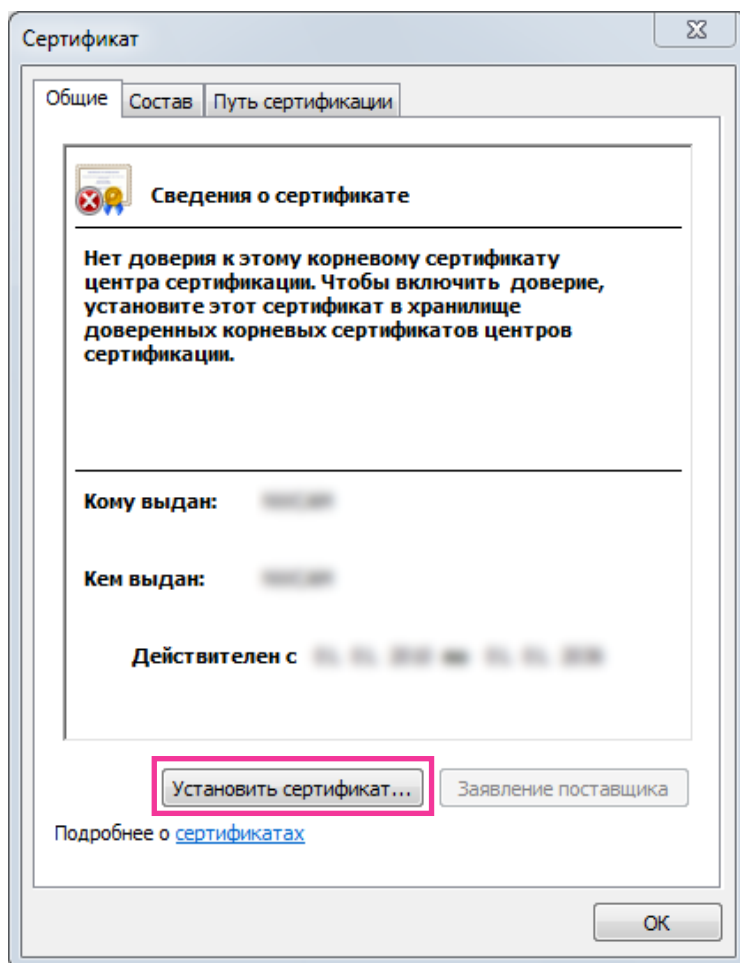 Сертификат
Общие Состав Путь сертификации
Сведения о сертификате
Нет доверия к этому корневому сертификату
центра сертификации. Чтобы включить доверие,
установите этот сертификат в хранилище
доверенных корневых сертификатов центров
сертификации.
Кому выдан:
Кем выдан:
Действителен с
Установить сертификат... Заявление поставщика
Подробнее о сертификатах
ОК